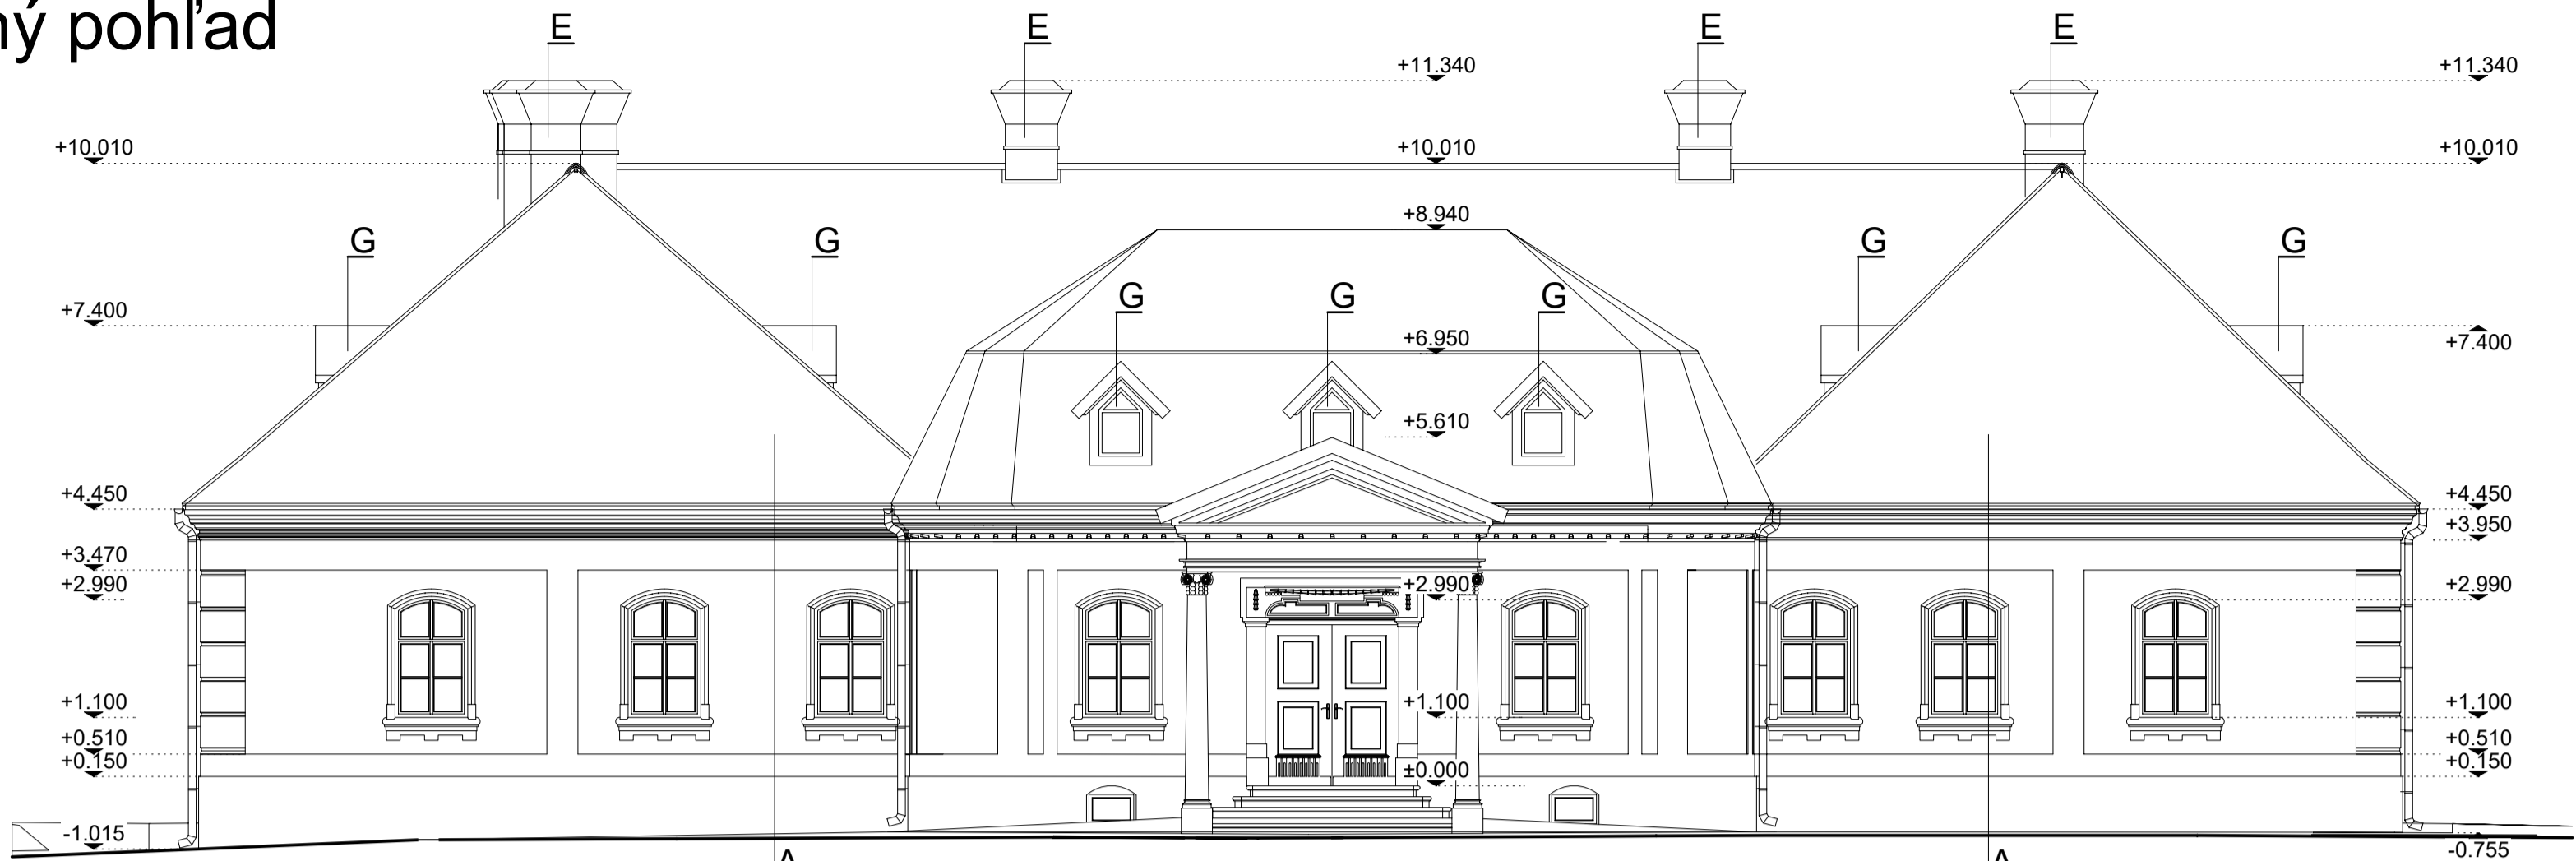 ný pohľad
E E E E
+11.340 +11.340
+10.010 +10.010 +10.010
+8.940
G G G G
G G G
+7.400 +6.950 +7.400
+5.610
+4.450 +4.450
+3.950
+3.470
+2.990 +2.990 +2.990
+1.100 +1.100 +1.100
+0.510 +0.510
+0.150 ±0.000 +0.150
-1.015 -0.755
A A